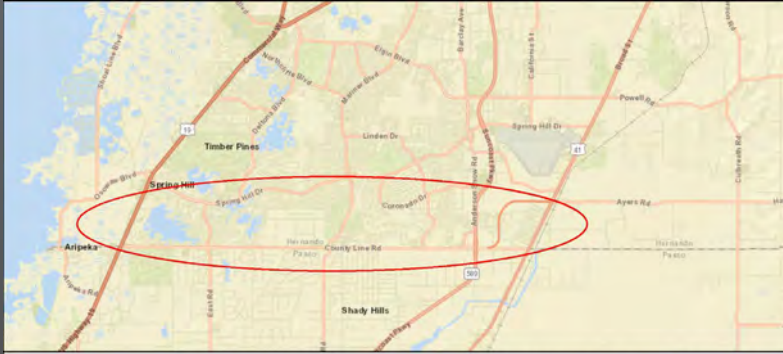 Shoal Line Blvd
Commercial Way
Northcliffe Blvd
Elgin Blvd
Mariner Blvd
Barclay Ave
California St
Broad St
Powell Rd
Deltona Blvd
Linden Dr
Spring Hill Dr
19
Timber Pines
41
Culbreath Rd
Osowaw Blvd
Spring Hill
Spring Hill Dr
Coronado Dr
Anderson Snow Rd
Suncoast Pkwy
Ayers Rd
Aripeka
Hernando
Pasco
County Line Rd
Hernando
Pasco
589
Aripeka Rd
East Rd
Shady Hills